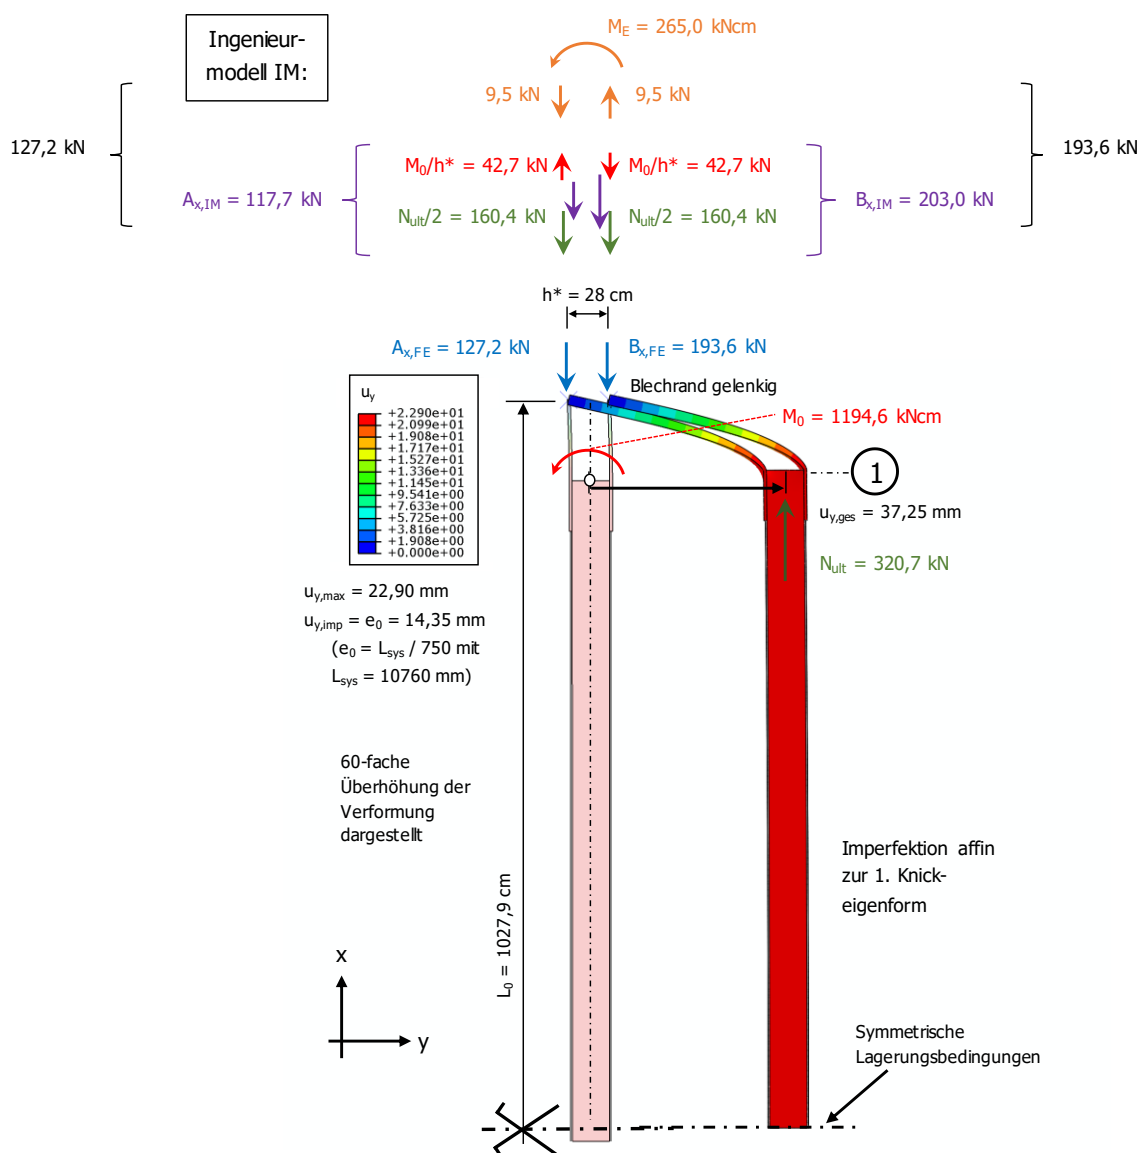 Ingenieur-
modell IM:
M_E = 265,0 kNcm
9,5 kN
9,5 kN
127,2 kN
193,6 kN
M_0/h* = 42,7 kN
M_0/h* = 42,7 kN
A_x,IM = 117,7 kN
B_x,IM = 203,0 kN
N_ult/2 = 160,4 kN
N_ult/2 = 160,4 kN
h* = 28 cm
A_x,FE = 127,2 kN
B_x,FE = 193,6 kN
Blechrand gelenkig
u_y
+2.290e+01
+2.099e+01
+1.908e+01
+1.717e+01
+1.527e+01
+1.336e+01
+1.145e+01
+9.541e+00
+7.633e+00
+5.725e+00
+3.816e+00
+1.908e+00
+0.000e+00
M_0 = 1194,6 kNcm
1
u_y,ges = 37,25 mm
N_ult = 320,7 kN
u_y,max = 22,90 mm
u_y,imp = e_0 = 14,35 mm
(e_0 = L_sys / 750 mit
L_sys = 10760 mm)
60-fache
Überhöhung der
Verformung
dargestellt
L_0 = 1027,9 cm
Imperfektion affin
zur 1. Knick-
eigenform
x
y
Symmetrische
Lagerungsbedingungen